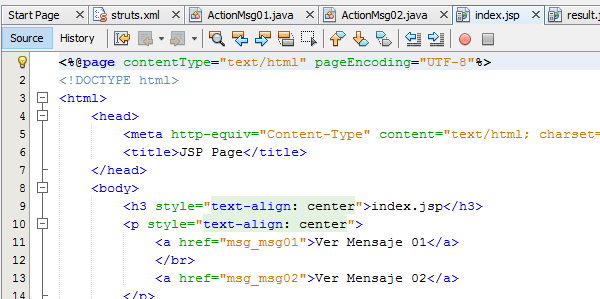 Start Page struts.xml ActionMsg01.java ActionMsg02.java index.jsp result.j
Source History
<%@page contentType="text/html" pageEncoding="UTF-8"%>
2 <!DOCTYPE html>
3 <html>
4 <head>
5 <meta http-equiv="Content-Type" content="text/html; charset=
6 <title>JSP Page</title>
7 </head>
8 <body>
9 <h3 style="text-align: center">index.jsp</h3>
10 <p style="text-align: center">
11 <a href="msg_msg01">Ver Mensaje 01</a>
12 </br>
13 <a href="msg_msg02">Ver Mensaje 02</a>
14 </p>